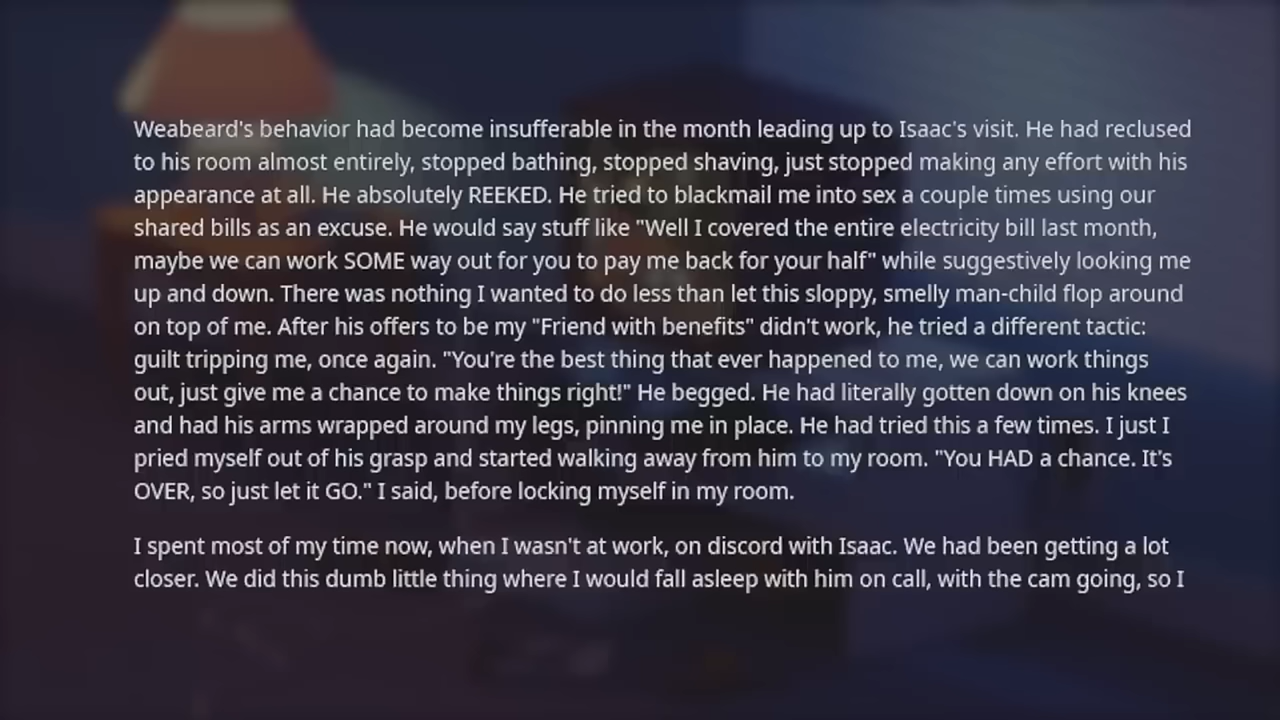 Weabeard's behavior had become insufferable in the month leading up to Isaac's visit. He had reclused
to his room almost entirely, stopped bathing, stopped shaving, just stopped making any effort with his
appearance at all. He absolutely REEKED. He tried to blackmail me into sex a couple times using our
shared bills as an excuse. He would say stuff like "Well I covered the entire electricity bill last month,
maybe we can work SOME way out for you to pay me back for your half" while suggestively looking me
up and down. There was nothing I wanted to do less than let this sloppy, smelly man-child flop around
on top of me. After his offers to be my "Friend with benefits" didn't work, he tried a different tactic:
guilt tripping me, once again. "You're the best thing that ever happened to me, we can work things
out, just give me a chance to make things right!" He begged. He had literally gotten down on his knees
and had his arms wrapped around my legs, pinning me in place. He had tried this a few times. I just I
pried myself out of his grasp and started walking away from him to my room. "You HAD a chance. It's
OVER, so just let it GO." I said, before locking myself in my room.
I spent most of my time now, when I wasn't at work, on discord with Isaac. We had been getting a lot
closer. We did this dumb little thing where I would fall asleep with him on call, with the cam going, so I